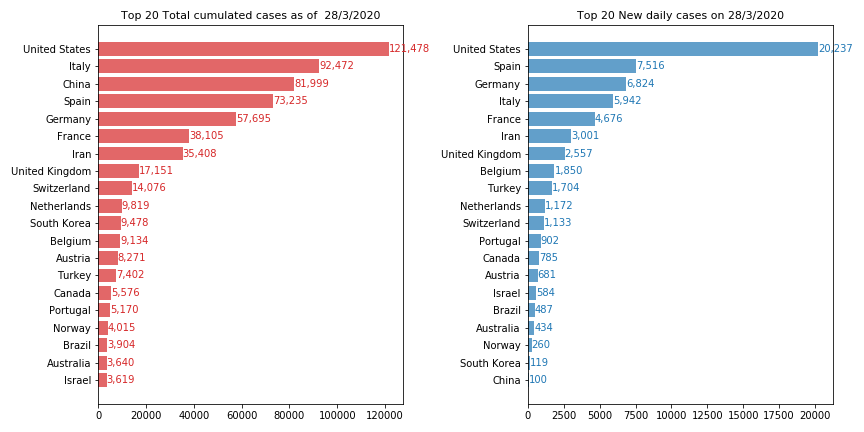 Top 20 Total cumulated cases as of  28/3/2020
United States 121,478
Italy 92,472
China 81,999
Spain 73,235
Germany 57,695
France 38,105
Iran 35,408
United Kingdom 17,151
Switzerland 14,076
Netherlands 9,819
South Korea 9,478
Belgium 9,134
Austria 8,271
Turkey 7,402
Canada 5,576
Portugal 5,170
Norway 4,015
Brazil 3,904
Australia 3,640
Israel 3,619
0 20000 40000 60000 80000 100000 120000
Top 20 New daily cases on 28/3/2020
United States 20,237
Spain 7,516
Germany 6,824
Italy 5,942
France 4,676
Iran 3,001
United Kingdom 2,557
Belgium 1,850
Turkey 1,704
Netherlands 1,172
Switzerland 1,133
Portugal 902
Canada 785
Austria 681
Israel 584
Brazil 487
Australia 434
Norway 260
South Korea 119
China 100
0 2500 5000 7500 10000 12500 15000 17500 20000